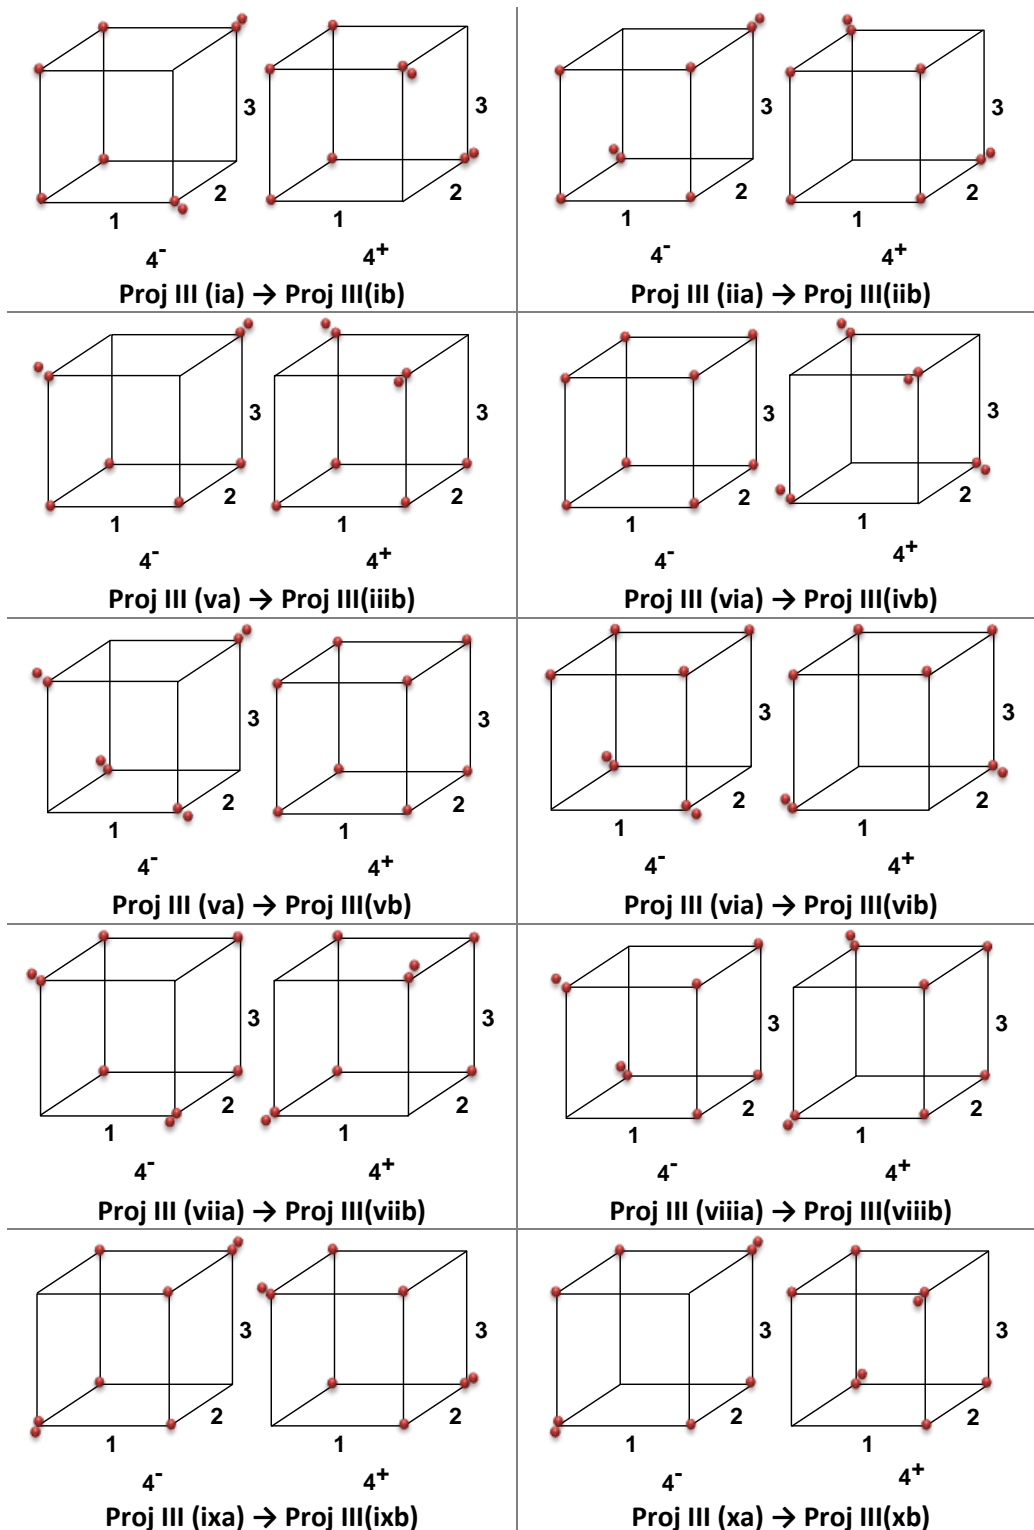 3 3 3 3
2 2 2 2
1 1 1 1
4- 4+ 4- 4+
Proj III (ia) → Proj III(ib) Proj III (iia) → Proj III(iib)
3 3 3 3
2 2 2 2
1 1 1 1
4- 4+ 4- 4+
Proj III (va) → Proj III(iiib) Proj III (via) → Proj III(ivb)
3 3 3 3
2 2 2 2
1 1 1 1
4- 4+ 4- 4+
Proj III (va) → Proj III(vb) Proj III (via) → Proj III(vib)
3 3 3 3
2 2 2 2
1 1 1 1
4- 4+ 4- 4+
Proj III (viia) → Proj III(viib) Proj III (viiia) → Proj III(viiib)
3 3 3 3
2 2 2 2
1 1 1 1
4- 4+ 4- 4+
Proj III (ixa) → Proj III(ixb) Proj III (xa) → Proj III(xb)